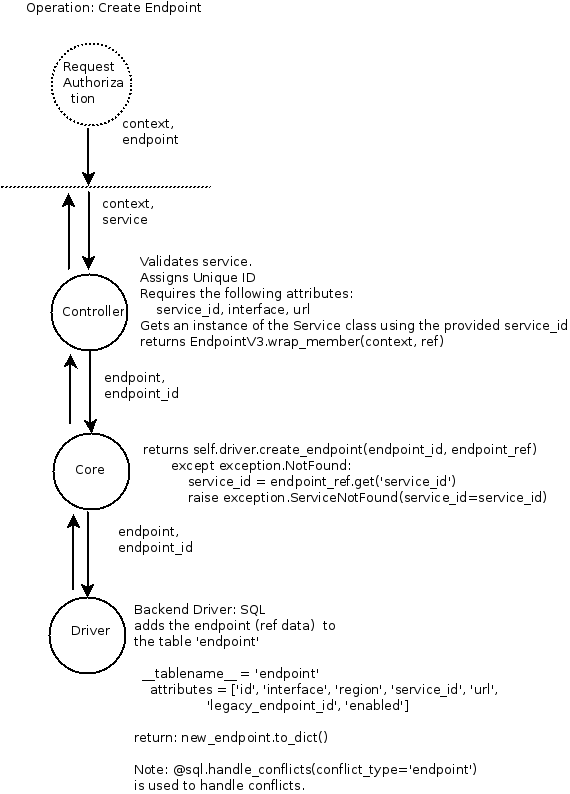 Operation: Create Endpoint
Request
Authoriza
tion
context,
endpoint
context,
service
Validates service.
Assigns Unique ID
Requires the following attributes:
service_id, interface, url
Gets an instance of the Service class using the provided service_id
returns EndpointV3.wrap_member(context, ref)
Controller
endpoint,
endpoint_id
Core
returns self.driver.create_endpoint(endpoint_id, endpoint_ref)
except exception.NotFound:
service_id = endpoint_ref.get('service_id')
raise exception.ServiceNotFound(service_id=service_id)
endpoint,
endpoint_id
Driver
Backend Driver: SQL
adds the endpoint (ref data)  to
the table 'endpoint'
__tablename__ = 'endpoint'
attributes = ['id', 'interface', 'region', 'service_id', 'url',
'legacy_endpoint_id', 'enabled']
return: new_endpoint.to_dict()
Note: @sql.handle_conflicts(conflict_type='endpoint')
is used to handle conflicts.